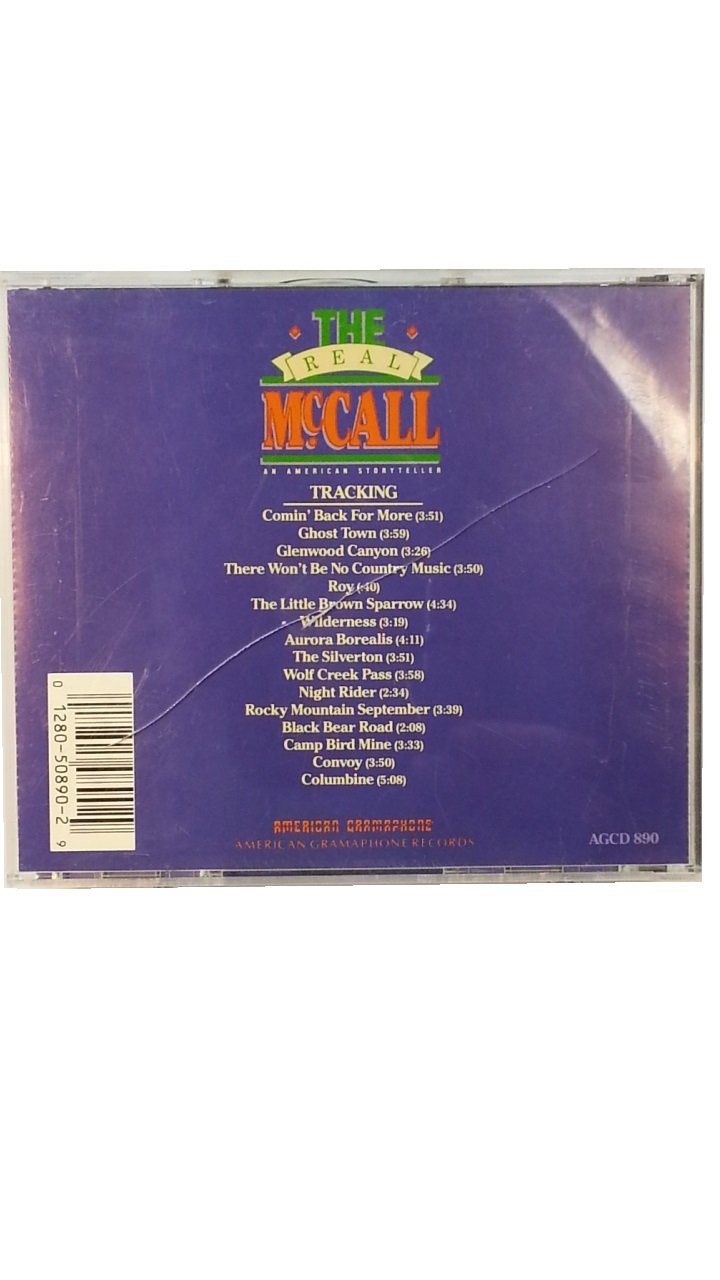 THE
REAL
McCALL
AN AMERICAN STORYTELLER
TRACKING
Comin' Back For More (3:51)
Ghost Town (3:59)
Glenwood Canyon (3:26)
There Won't Be No Country Music (3:50)
Roy (:40)
The Little Brown Sparrow (4:34)
Wilderness (3:19)
Aurora Borealis (4:11)
The Silverton (3:51)
Wolf Creek Pass (3:58)
Night Rider (2:34)
Rocky Mountain September (3:39)
Black Bear Road (2:08)
Camp Bird Mine (3:33)
Convoy (3:50)
Columbine (5:08)
0 1280-50890-2 9
AMERICAN GRAMAPHONE
AMERICAN GRAMAPHONE RECORDS
AGCD 890